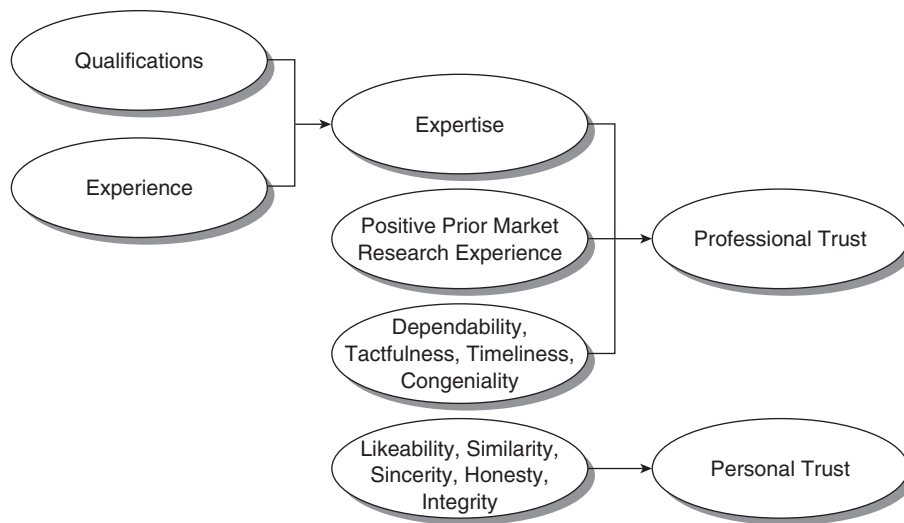 Qualifications
Experience
Expertise
Positive Prior Market
Research Experience
Dependability,
Tactfulness, Timeliness,
Congeniality
Likeability, Similarity,
Sincerity, Honesty,
Integrity
Professional Trust
Personal Trust